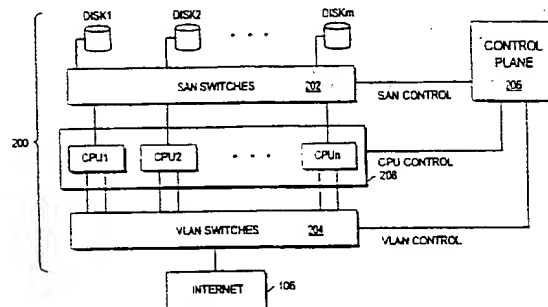 DISK1 DISK2 . . . DISKm
CONTROL
PLANE
206
SAN SWITCHES 202
SAN CONTROL
200
CPU1 CPU2 . . . CPUn
CPU CONTROL
208
VLAN SWITCHES 204
VLAN CONTROL
INTERNET
106